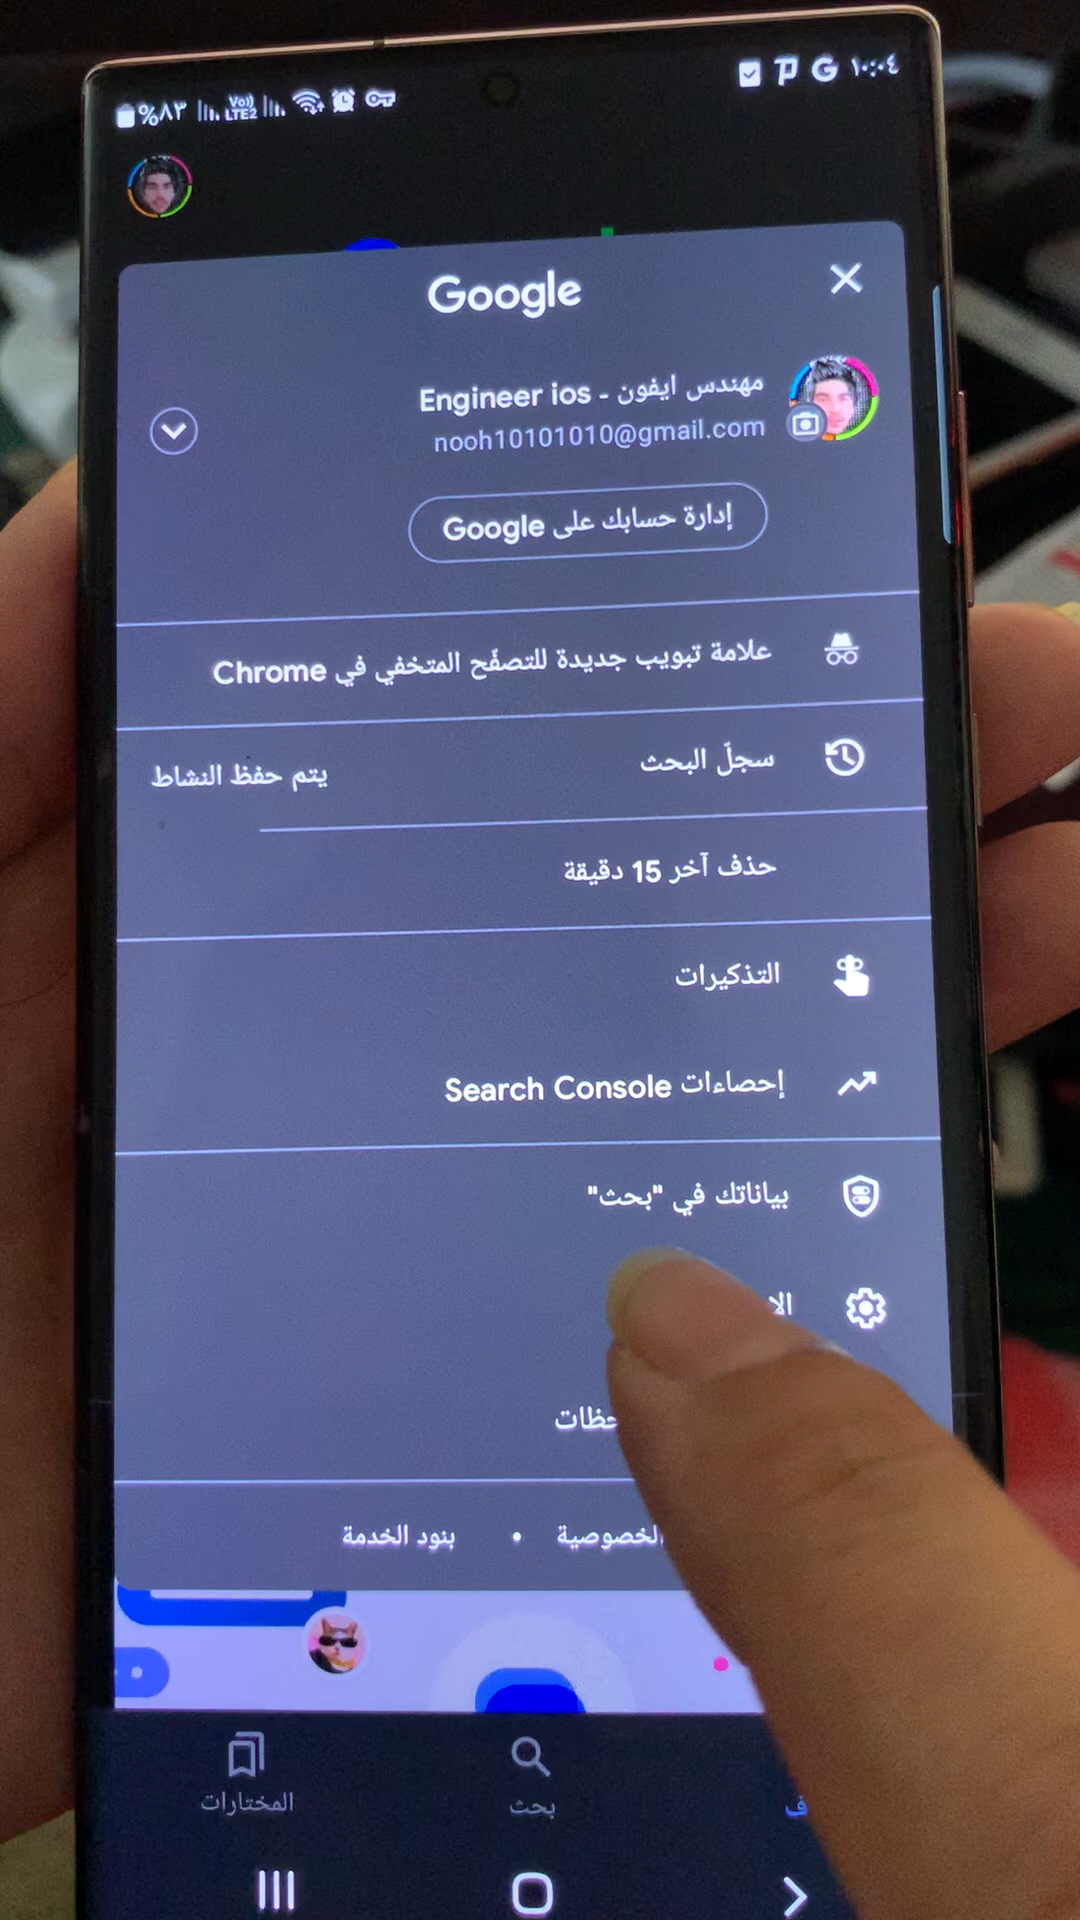 ١٠:٠٤
%٨٣
Vo))
LTE2
Google
مهندس ايفون - Engineer ios
nooh10101010@gmail.com
إدارة حسابك على Google
علامة تبويب جديدة للتصفّح المتخفي في Chrome
سجلّ البحث
يتم حفظ النشاط
حذف آخر 15 دقيقة
التذكيرات
إحصاءات Search Console
بياناتك في "بحث"
بنود الخدمة
بحث
المختارات